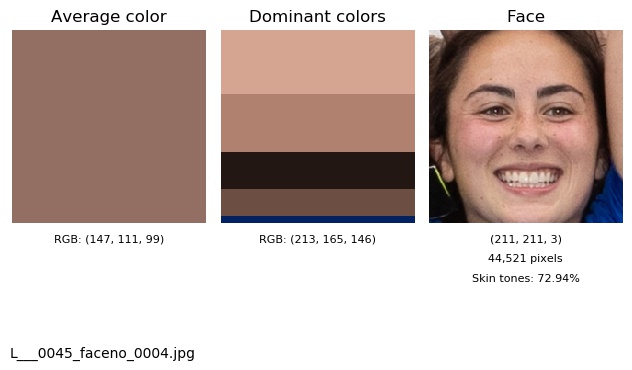 Average color
Dominant colors
Face
RGB: (147, 111, 99)
RGB: (213, 165, 146)
(211, 211, 3)
44,521 pixels
Skin tones: 72.94%
L___0045_faceno_0004.jpg